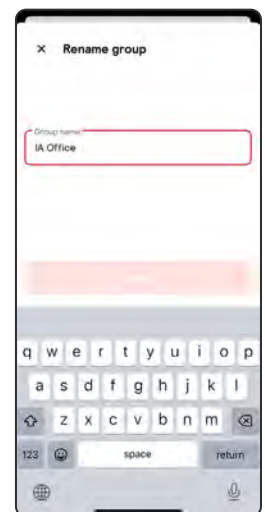 × Rename group
Group name
IA Office
q w e r t y u i o p
a s d f g h j k l
z x c v b n m
123 space return